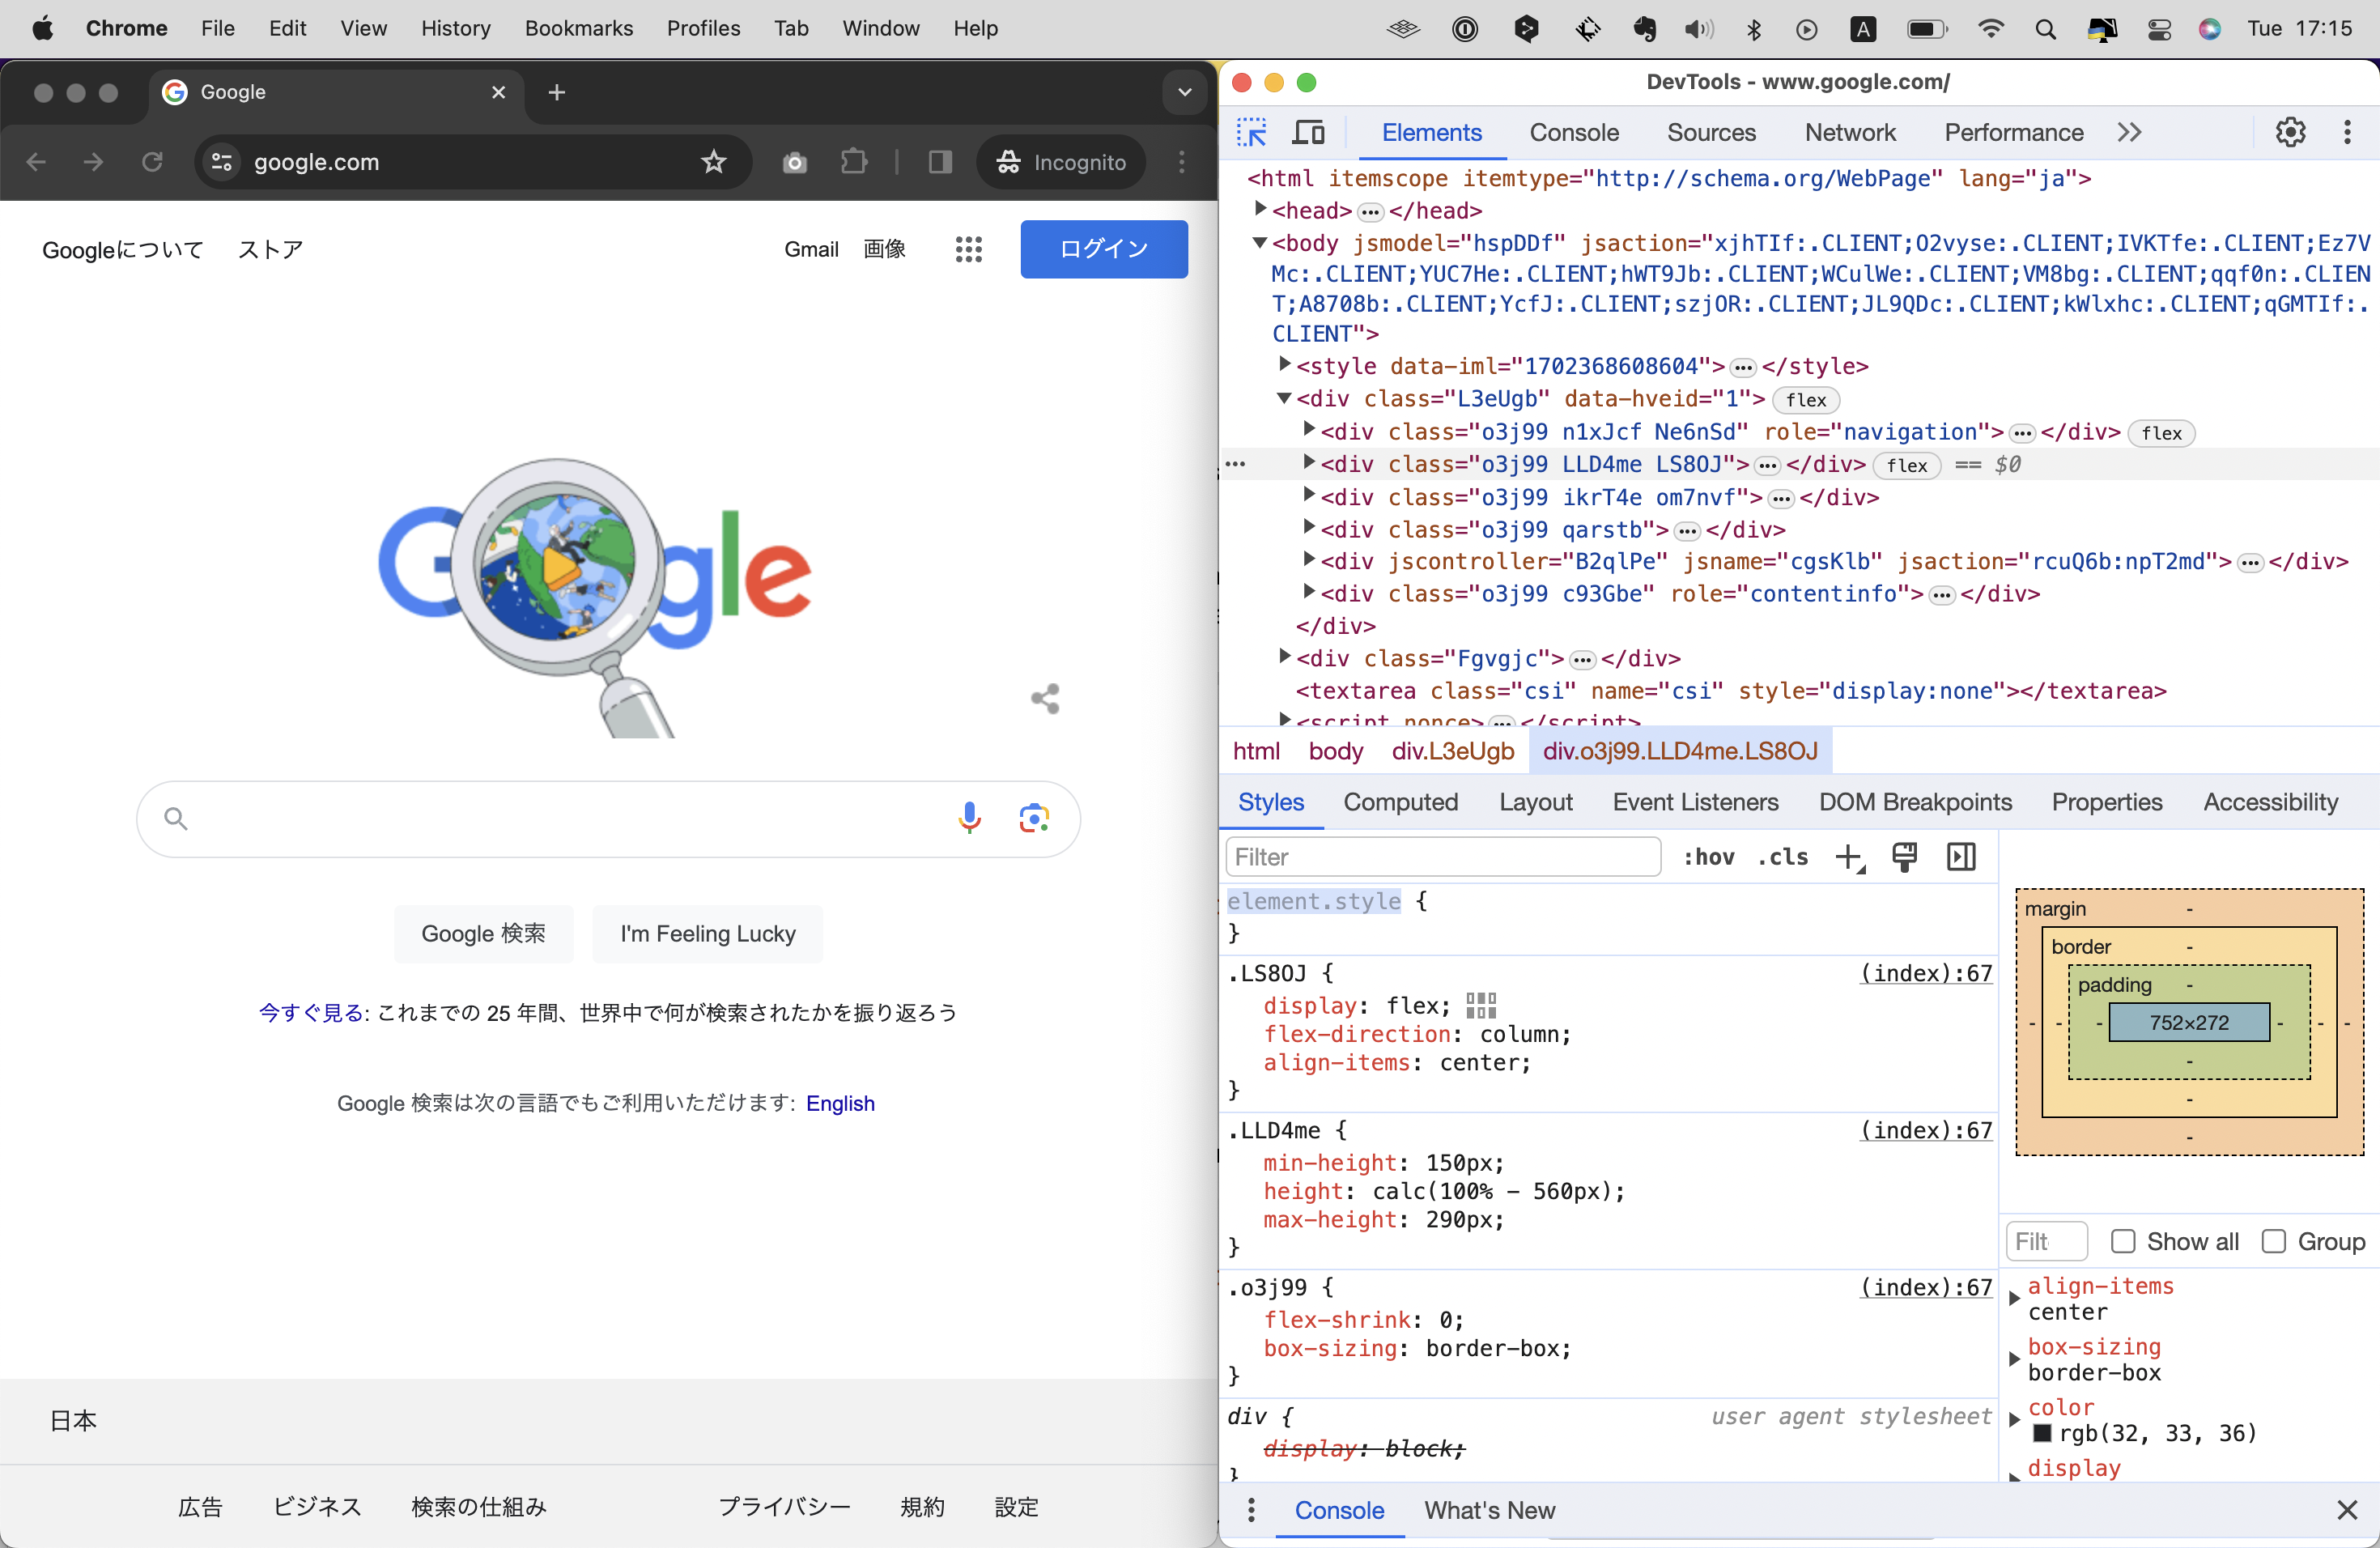 Chrome File Edit View History Bookmarks Profiles Tab Window Help
A Tue 17:15
Google
google.com Incognito
Googleについて ストア Gmail 画像 ログイン
Google
Google 検索 I'm Feeling Lucky
今すぐ見る: これまでの 25 年間、世界中で何が検索されたかを振り返ろう
Google 検索は次の言語でもご利用いただけます: English
日本
広告 ビジネス 検索の仕組み プライバシー 規約 設定
DevTools - www.google.com/
Elements Console Sources Network Performance
<html itemscope itemtype="http://schema.org/WebPage" lang="ja">
<head>…</head>
<body jsmodel="hspDDf" jsaction="xjhTIf:.CLIENT;O2vyse:.CLIENT;IVKTfe:.CLIENT;Ez7V
Mc:.CLIENT;YUC7He:.CLIENT;hWT9Jb:.CLIENT;WCulWe:.CLIENT;VM8bg:.CLIENT;qqf0n:.CLIEN
T;A8708b:.CLIENT;YcfJ:.CLIENT;szjOR:.CLIENT;JL9QDc:.CLIENT;kWlxhc:.CLIENT;qGMTIf:.
CLIENT">
<style data-iml="1702368608604">…</style>
<div class="L3eUgb" data-hveid="1"> flex
<div class="o3j99 n1xJcf Ne6nSd" role="navigation">…</div> flex
… <div class="o3j99 LLD4me LS8OJ">…</div> flex == $0
<div class="o3j99 ikrT4e om7nvf">…</div>
<div class="o3j99 qarstb">…</div>
<div jscontroller="B2qlPe" jsname="cgsKlb" jsaction="rcuQ6b:npT2md">…</div>
<div class="o3j99 c93Gbe" role="contentinfo">…</div>
</div>
<div class="Fgvgjc">…</div>
<textarea class="csi" name="csi" style="display:none"></textarea>
<script nonce>…</script>
html body div.L3eUgb div.o3j99.LLD4me.LS8OJ
Styles Computed Layout Event Listeners DOM Breakpoints Properties Accessibility
Filter :hov .cls
element.style {
}
.LS8OJ { (index):67
display: flex;
flex-direction: column;
align-items: center;
}
.LLD4me { (index):67
min-height: 150px;
height: calc(100% - 560px);
max-height: 290px;
}
.o3j99 { (index):67
flex-shrink: 0;
box-sizing: border-box;
}
div { user agent stylesheet
display: block;
}
margin -
border -
padding -
- - - 752×272 - - -
-
-
-
Filt Show all Group
align-items
center
box-sizing
border-box
color
rgb(32, 33, 36)
display
Console What's New